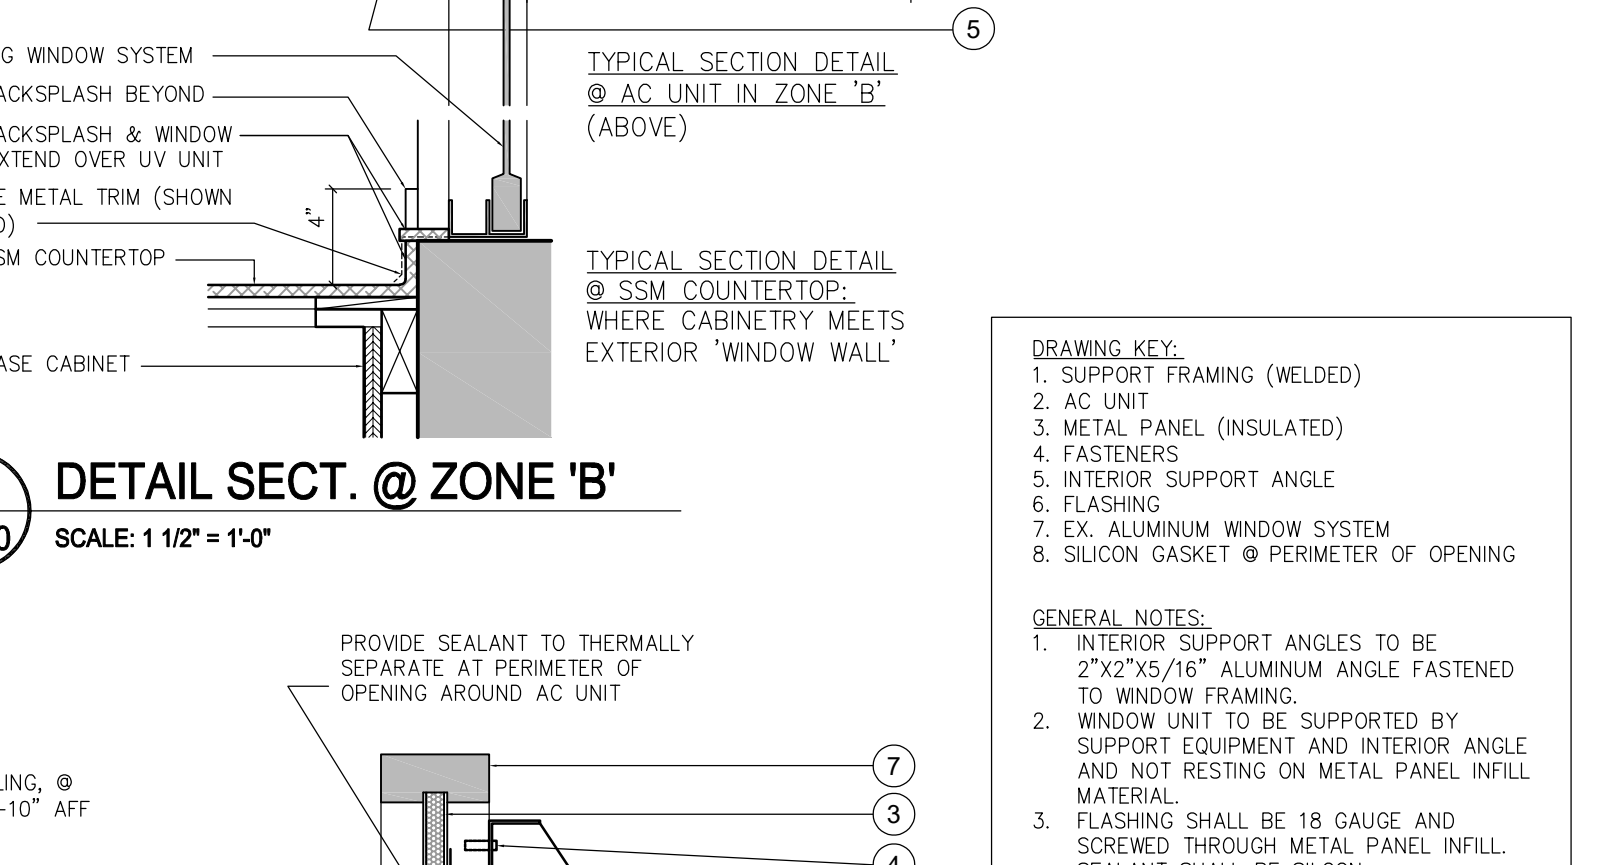 5
G WINDOW SYSTEM
ACKSPLASH BEYOND
ACKSPLASH & WINDOW
XTEND OVER UV UNIT
E METAL TRIM (SHOWN
D)
SM COUNTERTOP
ASE CABINET
4"
TYPICAL SECTION DETAIL
@ AC UNIT IN ZONE 'B'
(ABOVE)
TYPICAL SECTION DETAIL
@ SSM COUNTERTOP:
WHERE CABINETRY MEETS
EXTERIOR 'WINDOW WALL'
DETAIL SECT. @ ZONE 'B'
0
SCALE: 1 1/2" = 1'-0"
PROVIDE SEALANT TO THERMALLY
SEPARATE AT PERIMETER OF
OPENING AROUND AC UNIT
LING, @
-10" AFF
7
3
4
DRAWING KEY:
1. SUPPORT FRAMING (WELDED)
2. AC UNIT
3. METAL PANEL (INSULATED)
4. FASTENERS
5. INTERIOR SUPPORT ANGLE
6. FLASHING
7. EX. ALUMINUM WINDOW SYSTEM
8. SILICON GASKET @ PERIMETER OF OPENING
GENERAL NOTES:
1. INTERIOR SUPPORT ANGLES TO BE
2"X2"X5/16" ALUMINUM ANGLE FASTENED
TO WINDOW FRAMING.
2. WINDOW UNIT TO BE SUPPORTED BY
SUPPORT EQUIPMENT AND INTERIOR ANGLE
AND NOT RESTING ON METAL PANEL INFILL
MATERIAL.
3. FLASHING SHALL BE 18 GAUGE AND
SCREWED THROUGH METAL PANEL INFILL.